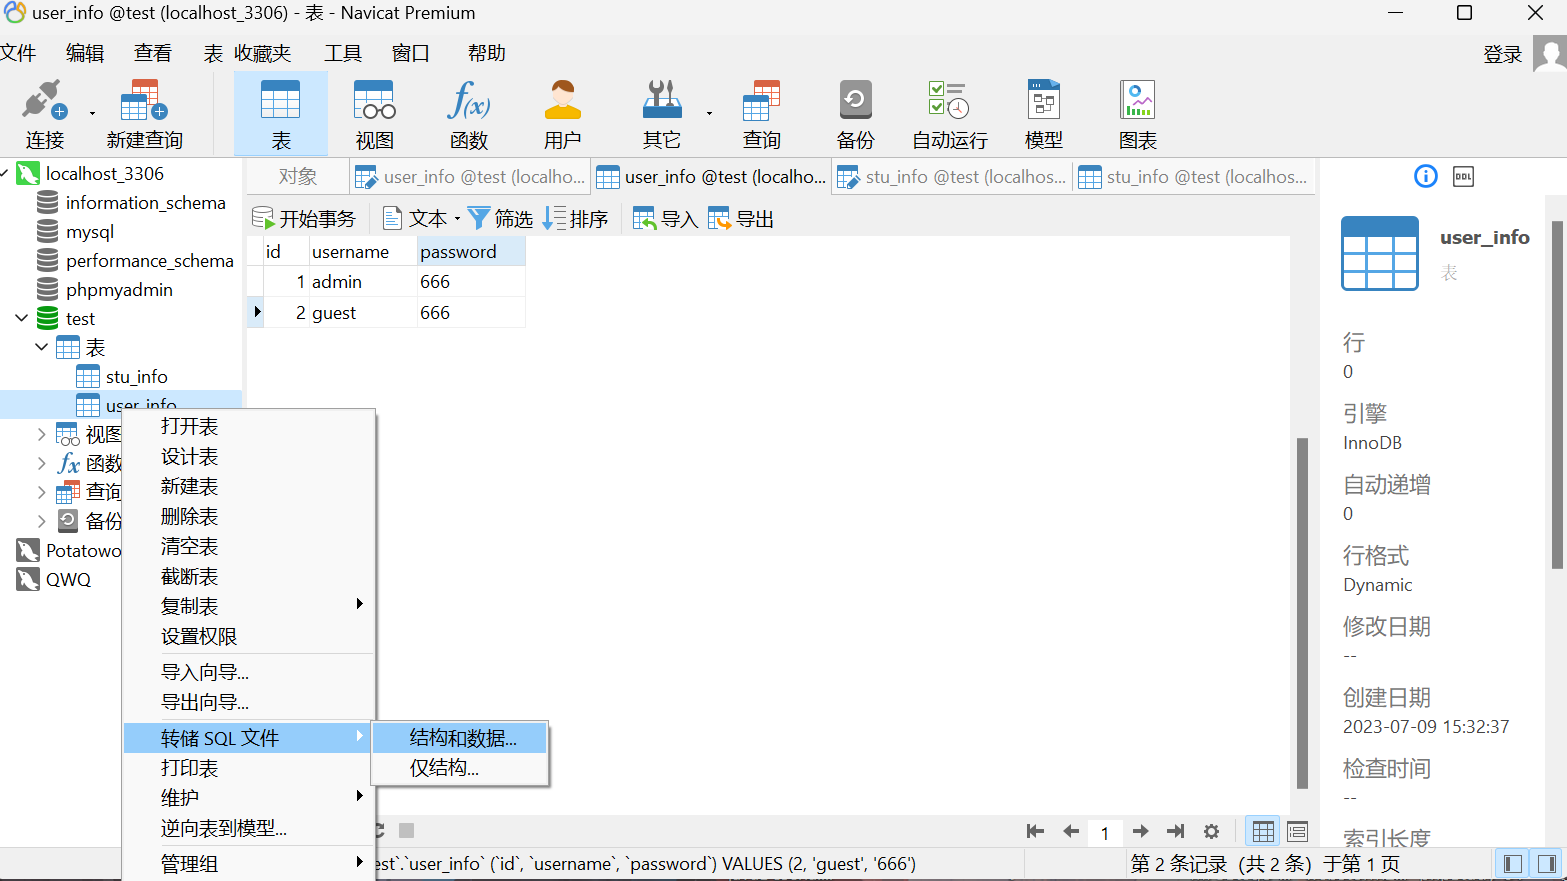 user_info @test (localhost_3306) - 表 - Navicat Premium
文件 编辑 查看 表 收藏夹 工具 窗口 帮助 登录
连接 新建查询 表 视图 函数 用户 其它 查询 备份 自动运行 模型 图表
localhost_3306
information_schema
mysql
performance_schema
phpmyadmin
test
表
stu_info
user_info
视图
函数
查询
备份
Potatowo
QWQ
对象 user_info @test (localho... user_info @test (localho... stu_info @test (localhos... stu_info @test (localhos...
开始事务 文本 筛选 排序 导入 导出
id username password
1 admin 666
2 guest 666
打开表
设计表
新建表
删除表
清空表
截断表
复制表
设置权限
导入向导...
导出向导...
转储 SQL 文件
打印表
维护
逆向表到模型...
管理组
结构和数据...
仅结构...
DDL
user_info
表
行
0
引擎
InnoDB
自动递增
0
行格式
Dynamic
修改日期
--
创建日期
2023-07-09 15:32:37
检查时间
--
索引长度
1
est`.`user_info` (`id`, `username`, `password`) VALUES (2, 'guest', '666')
第 2 条记录 (共 2 条) 于第 1 页